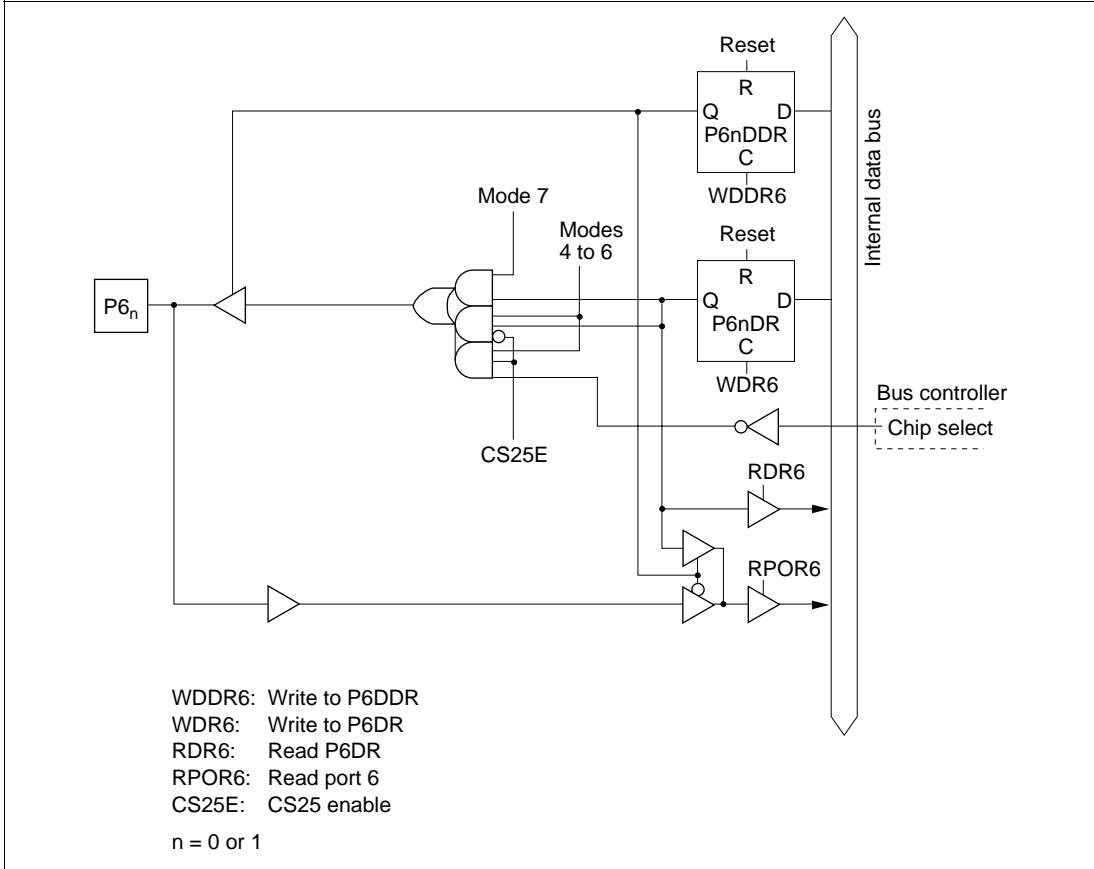 Reset
R
Q D
P6nDDR
C
WDDR6
Mode 7
Modes
4 to 6
Reset
R
Q D
P6nDR
C
WDR6
P6n
Internal data bus
Bus controller
Chip select
CS25E
RDR6
RPOR6
WDDR6: Write to P6DDR
WDR6: Write to P6DR
RDR6: Read P6DR
RPOR6: Read port 6
CS25E: CS25 enable
n = 0 or 1